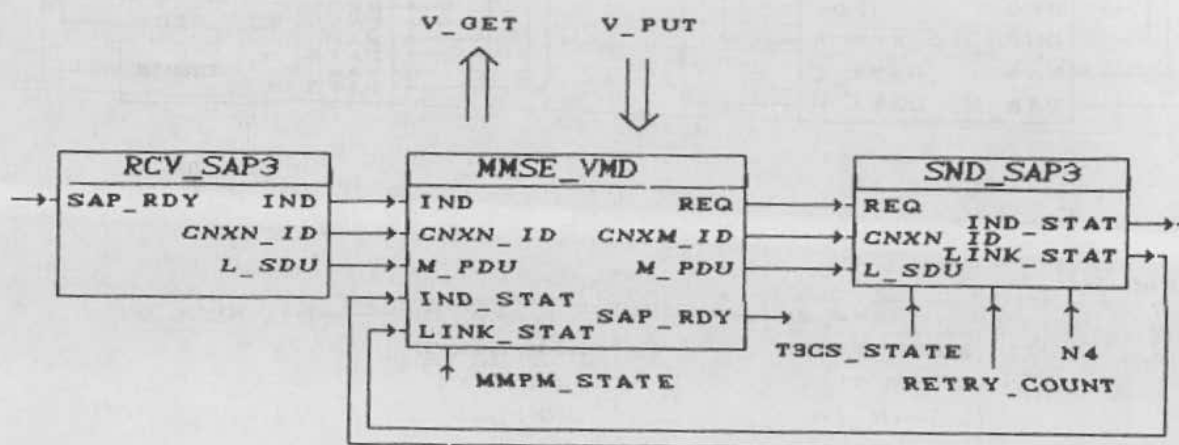 V_GET V_PUT
RCV_SAP3 MMSE_VMD SND_SAP3
SAP_RDY IND IND REQ REQ
IND_STAT
CNXN_ID CNXN_ID CNXM_ID CNXN_ID
LINK_STAT
L_SDU M_PDU M_PDU L_SDU
IND_STAT
SAP_RDY
LINK_STAT
T3CS_STATE N4
MMPM_STATE RETRY_COUNT